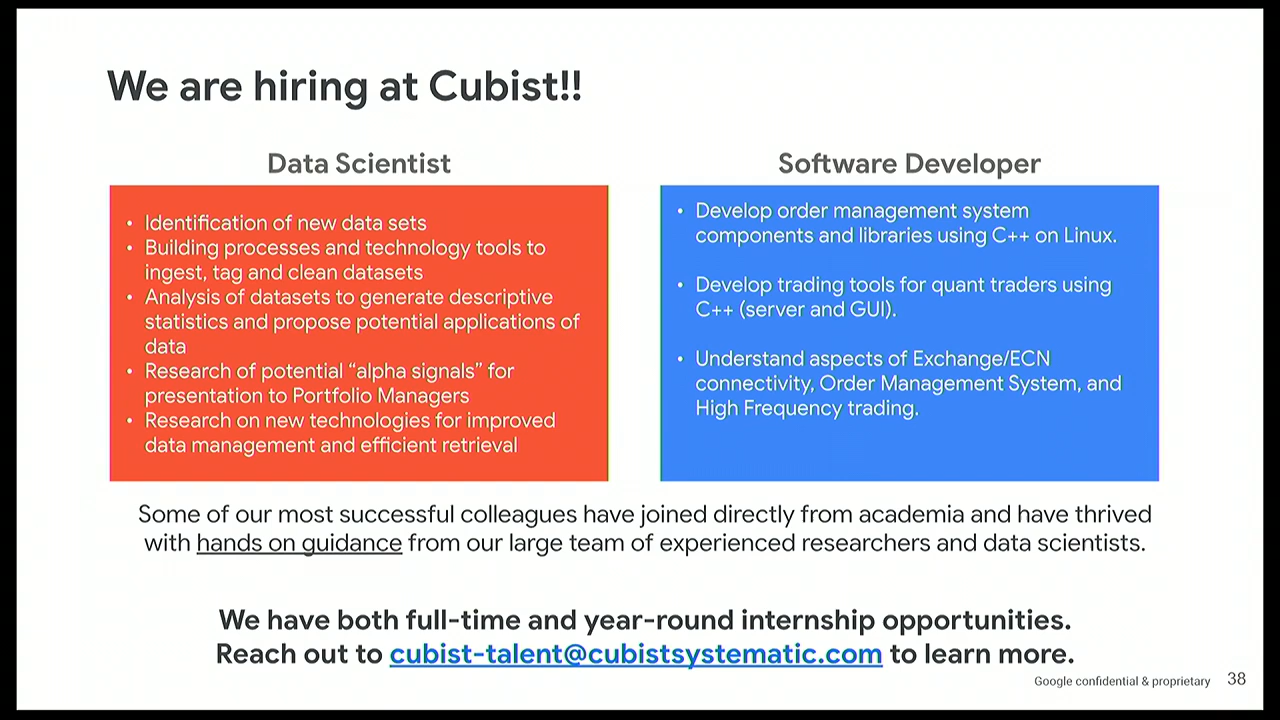 We are hiring at Cubist!!
Data Scientist
• Identification of new data sets
• Building processes and technology tools to
ingest, tag and clean datasets
• Analysis of datasets to generate descriptive
statistics and propose potential applications of
data
• Research of potential “alpha signals” for
presentation to Portfolio Managers
• Research on new technologies for improved
data management and efficient retrieval
Software Developer
• Develop order management system
components and libraries using C++ on Linux.
• Develop trading tools for quant traders using
C++ (server and GUI).
• Understand aspects of Exchange/ECN
connectivity, Order Management System, and
High Frequency trading.
Some of our most successful colleagues have joined directly from academia and have thrived
with hands on guidance from our large team of experienced researchers and data scientists.
We have both full-time and year-round internship opportunities.
Reach out to cubist-talent@cubistsystematic.com to learn more.
Google confidential & proprietary 38